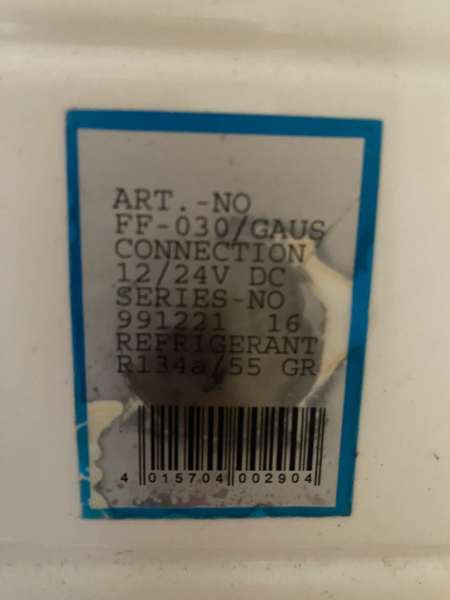 ART.-NO
FF-030/GAUS
CONNECTION
12/24V DC
SERIES-NO
991221 16
REFRIGERANT
R134a/55 GR
4 015704 002904